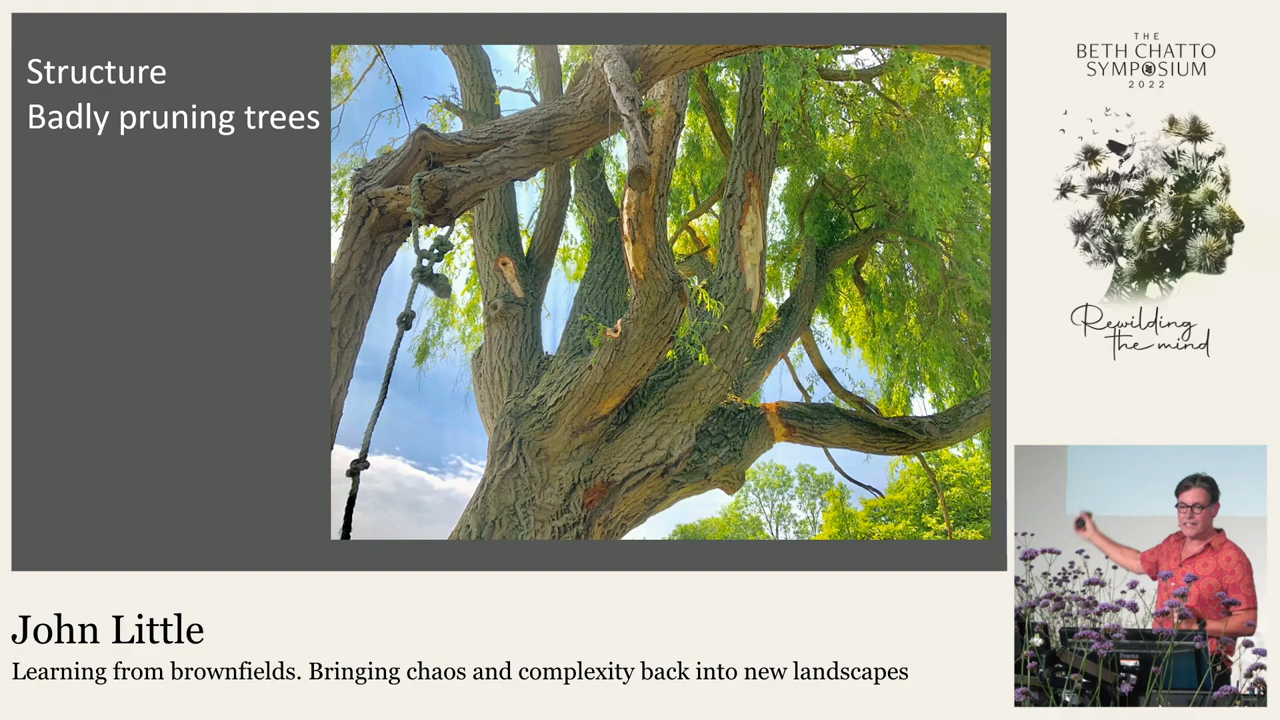 Structure
Badly pruning trees
THE
BETH CHATTO
SYMPOSIUM
2022
Rewilding
the mind
John Little
Learning from brownfields. Bringing chaos and complexity back into new landscapes